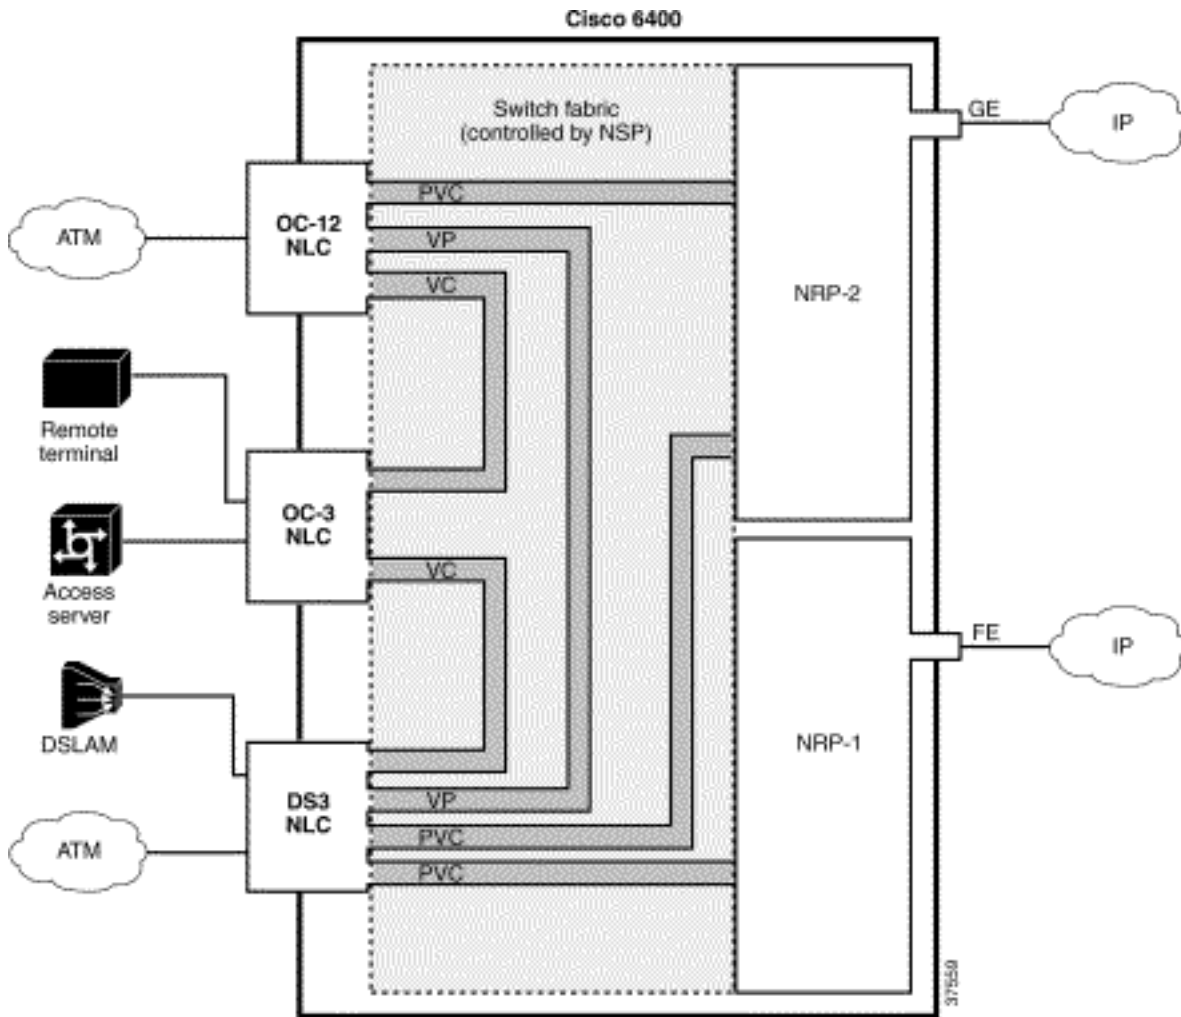 Cisco 6400
Switch fabric
(controlled by NSP)
GE
IP
PVC
OC-12
NLC
ATM
VP
VC
NRP-2
Remote
terminal
OC-3
NLC
Access
server
VC
FE
IP
DSLAM
NRP-1
DS3
NLC
VP
ATM
PVC
PVC
37559